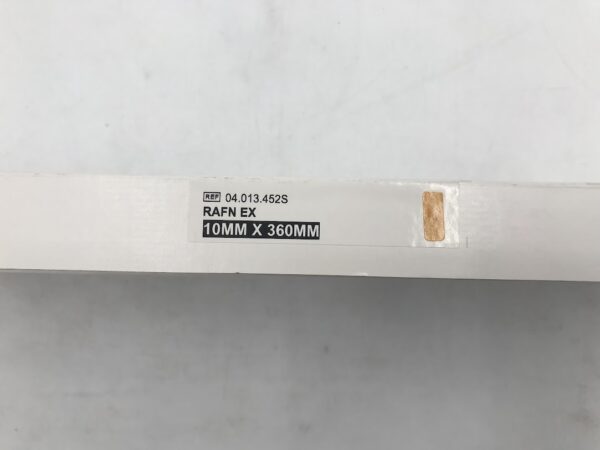 REF 04.013.452S
RAFN EX
10MM X 360MM